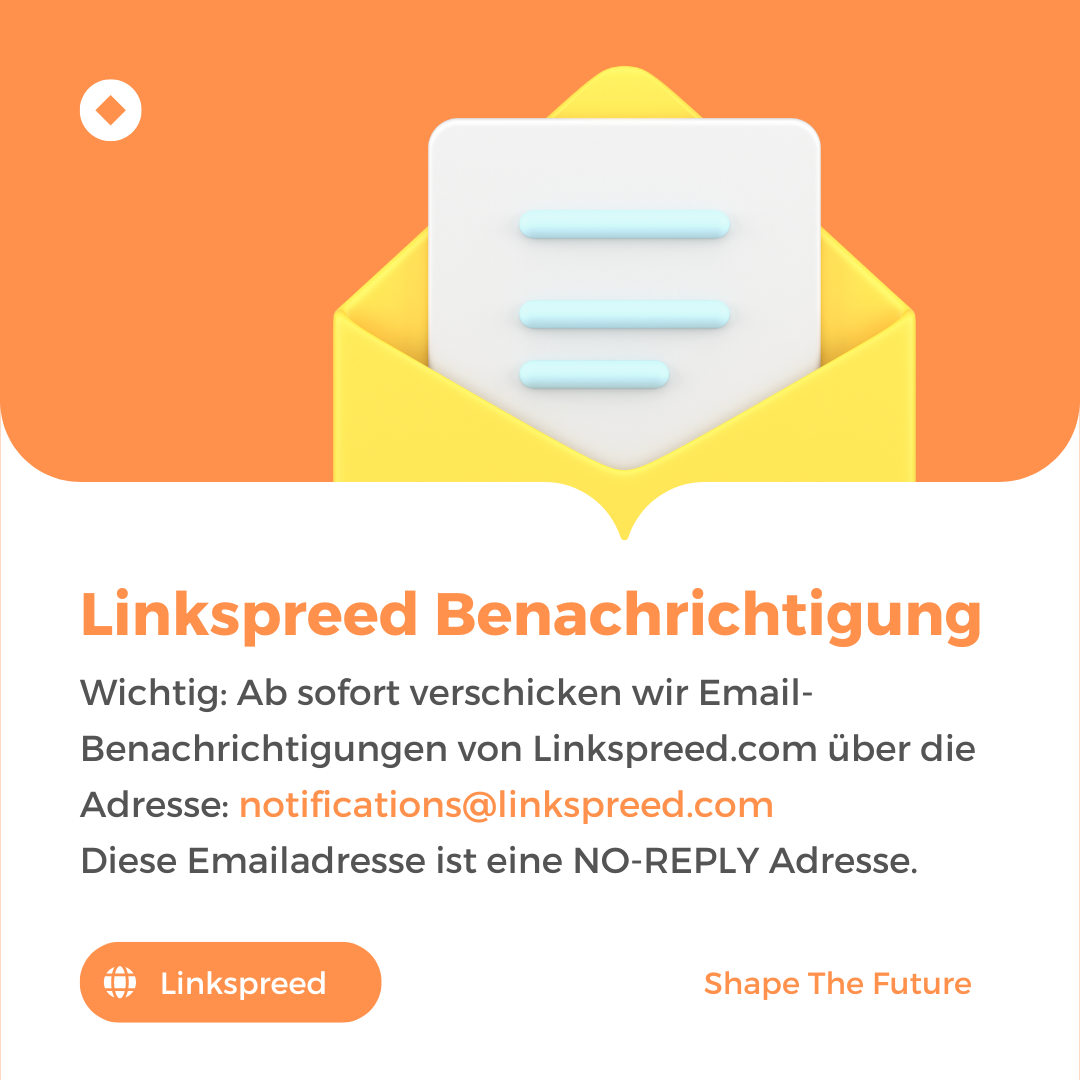 Linkspreed Benachrichtigung
Wichtig: Ab sofort verschicken wir Email-
Benachrichtigungen von Linkspreed.com über die
Adresse: notifications@linkspreed.com
Diese Emailadresse ist eine NO-REPLY Adresse.
Linkspreed
Shape The Future